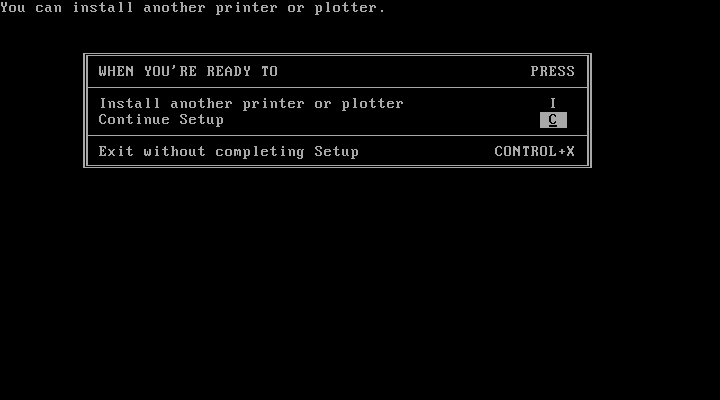 You can install another printer or plotter.
WHEN YOU'RE READY TO PRESS
Install another printer or plotter I
Continue Setup C
Exit without completing Setup CONTROL+X